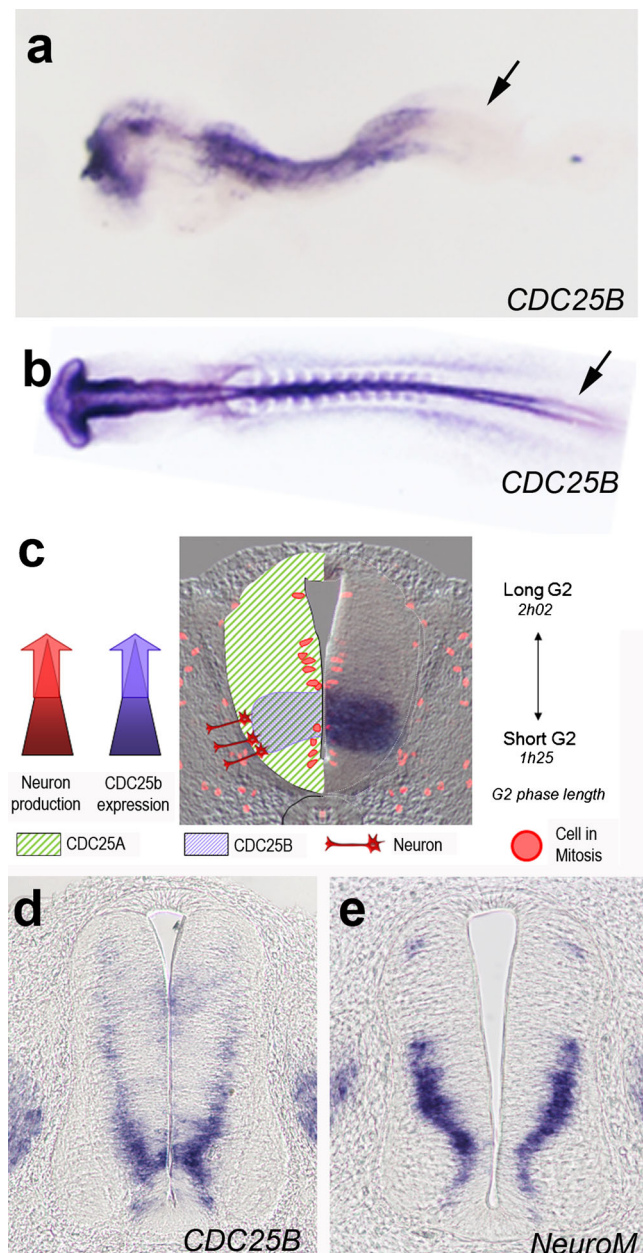 a
CDC25B
b
CDC25B
c
Long G2
2h02
Short G2
1h25
G2 phase length
Neuron
production
CDC25b
expression
CDC25A
CDC25B
Neuron
Cell in
Mitosis
d
CDC25B
e
NeuroM